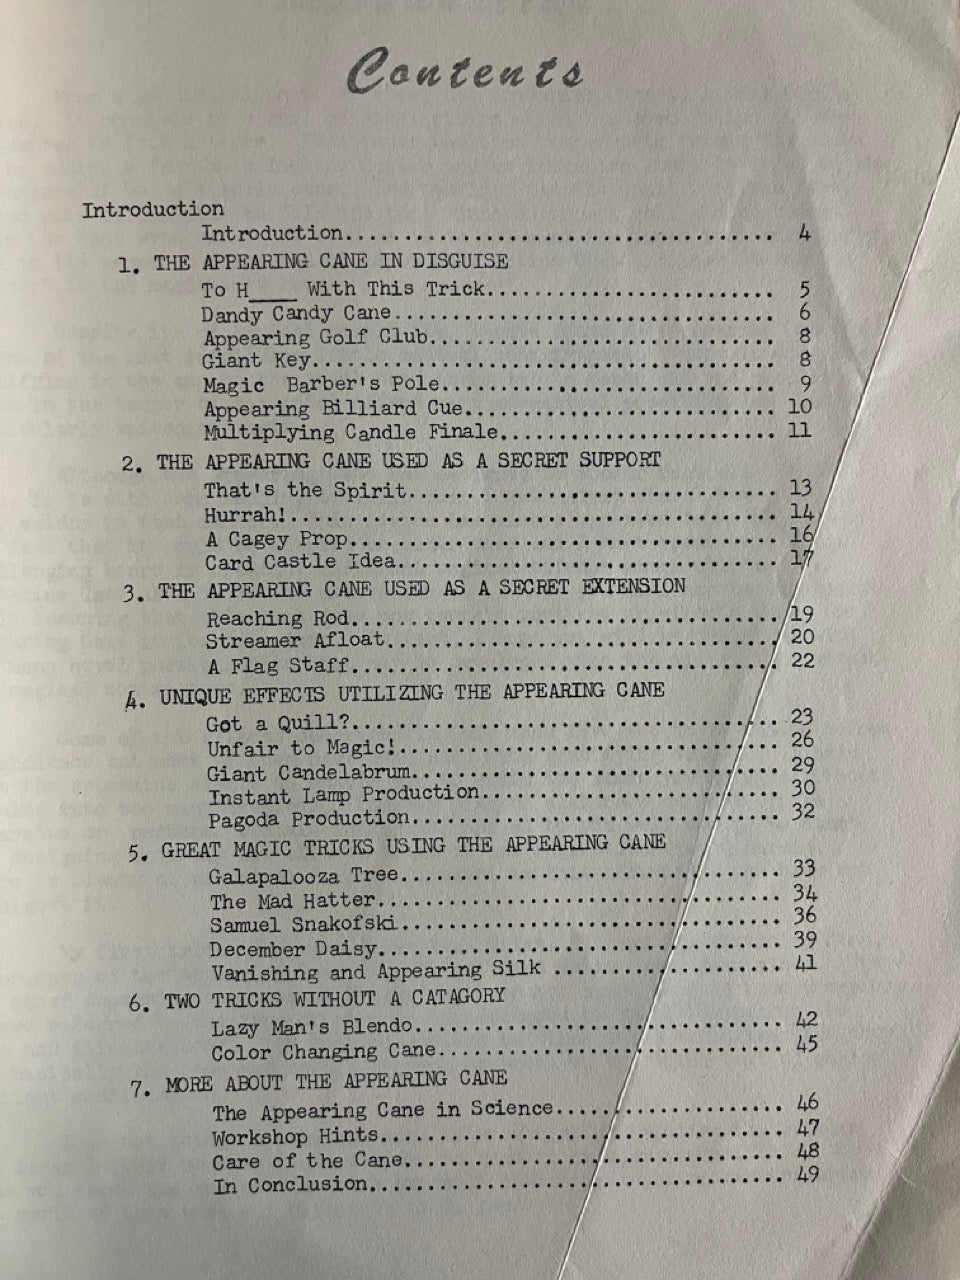 Contents
Introduction
Introduction.................................... 4
1. THE APPEARING CANE IN DISGUISE
To H____ With This Trick........................ 5
Dandy Candy Cane................................ 6
Appearing Golf Club............................. 8
Giant Key....................................... 8
Magic Barber's Pole............................ 9
Appearing Billiard Cue.......................... 10
Multiplying Candle Finale....................... 11
2. THE APPEARING CANE USED AS A SECRET SUPPORT
That's the Spirit............................... 13
Hurrah!......................................... 14
A Cagey Prop.................................... 16
Card Castle Idea................................ 17
3. THE APPEARING CANE USED AS A SECRET EXTENSION
Reaching Rod.................................... 19
Streamer Afloat................................. 20
A Flag Staff.................................... 22
4. UNIQUE EFFECTS UTILIZING THE APPEARING CANE
Got a Quill?.................................... 23
Unfair to Magic!................................ 26
Giant Candelabrum............................... 29
Instant Lamp Production......................... 30
Pagoda Production............................... 32
5. GREAT MAGIC TRICKS USING THE APPEARING CANE
Galapalooza Tree................................ 33
The Mad Hatter.................................. 34
Samuel Snakofski................................ 36
December Daisy.................................. 39
Vanishing and Appearing Silk ................... 41
6. TWO TRICKS WITHOUT A CATAGORY
Lazy Man's Blendo............................... 42
Color Changing Cane............................. 45
7. MORE ABOUT THE APPEARING CANE
The Appearing Cane in Science................... 46
Workshop Hints.................................. 47
Care of the Cane................................ 48
In Conclusion................................... 49